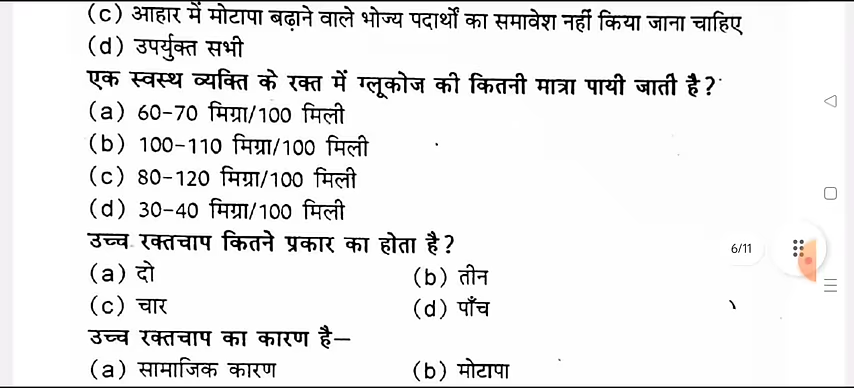 (c) आहार में मोटापा बढ़ाने वाले भोज्य पदार्थों का समावेश नहीं किया जाना चाहिए
(d) उपर्युक्त सभी
एक स्वस्थ व्यक्ति के रक्त में ग्लूकोज की कितनी मात्रा पायी जाती है?
(a) 60-70 मिग्रा/100 मिली
(b) 100-110 मिग्रा/100 मिली
(c) 80-120 मिग्रा/100 मिली
(d) 30-40 मिग्रा/100 मिली
उच्च रक्तचाप कितने प्रकार का होता है?
6/11
(a) दो (b) तीन
(c) चार (d) पाँच
उच्च रक्तचाप का कारण है—
(a) सामाजिक कारण (b) मोटापा